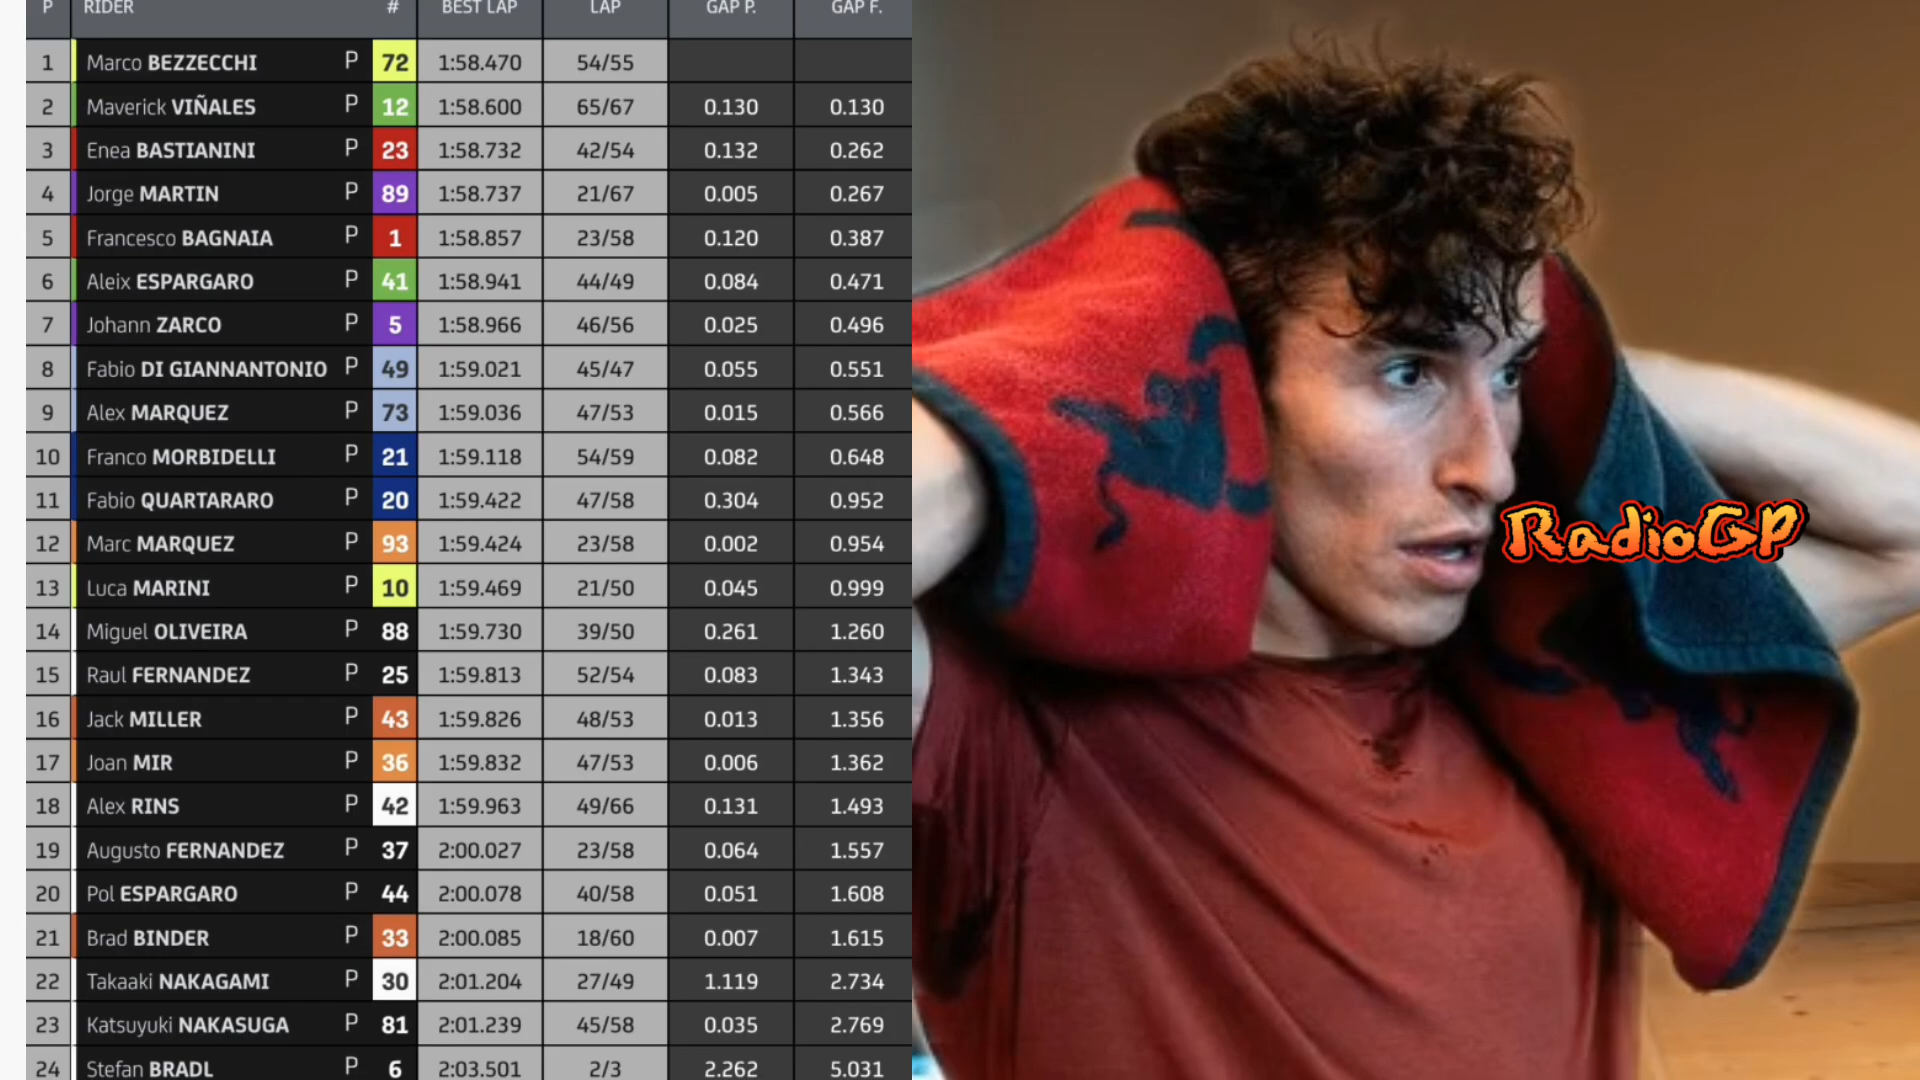 P RIDER # BEST LAP LAP GAP P. GAP F.
1 Marco BEZZECCHI P 72 1:58.470 54/55
2 Maverick VIÑALES P 12 1:58.600 65/67 0.130 0.130
3 Enea BASTIANINI P 23 1:58.732 42/54 0.132 0.262
4 Jorge MARTIN P 89 1:58.737 21/67 0.005 0.267
5 Francesco BAGNAIA P 1 1:58.857 23/58 0.120 0.387
6 Aleix ESPARGARO P 41 1:58.941 44/49 0.084 0.471
7 Johann ZARCO P 5 1:58.966 46/56 0.025 0.496
8 Fabio DI GIANNANTONIO P 49 1:59.021 45/47 0.055 0.551
9 Alex MARQUEZ P 73 1:59.036 47/53 0.015 0.566
10 Franco MORBIDELLI P 21 1:59.118 54/59 0.082 0.648
11 Fabio QUARTARARO P 20 1:59.422 47/58 0.304 0.952
12 Marc MARQUEZ P 93 1:59.424 23/58 0.002 0.954
13 Luca MARINI P 10 1:59.469 21/50 0.045 0.999
14 Miguel OLIVEIRA P 88 1:59.730 39/50 0.261 1.260
15 Raul FERNANDEZ P 25 1:59.813 52/54 0.083 1.343
16 Jack MILLER P 43 1:59.826 48/53 0.013 1.356
17 Joan MIR P 36 1:59.832 47/53 0.006 1.362
18 Alex RINS P 42 1:59.963 49/66 0.131 1.493
19 Augusto FERNANDEZ P 37 2:00.027 23/58 0.064 1.557
20 Pol ESPARGARO P 44 2:00.078 40/58 0.051 1.608
21 Brad BINDER P 33 2:00.085 18/60 0.007 1.615
22 Takaaki NAKAGAMI P 30 2:01.204 27/49 1.119 2.734
23 Katsuyuki NAKASUGA P 81 2:01.239 45/58 0.035 2.769
24 Stefan BRADL P 6 2:03.501 2/3 2.262 5.031
RadioGP